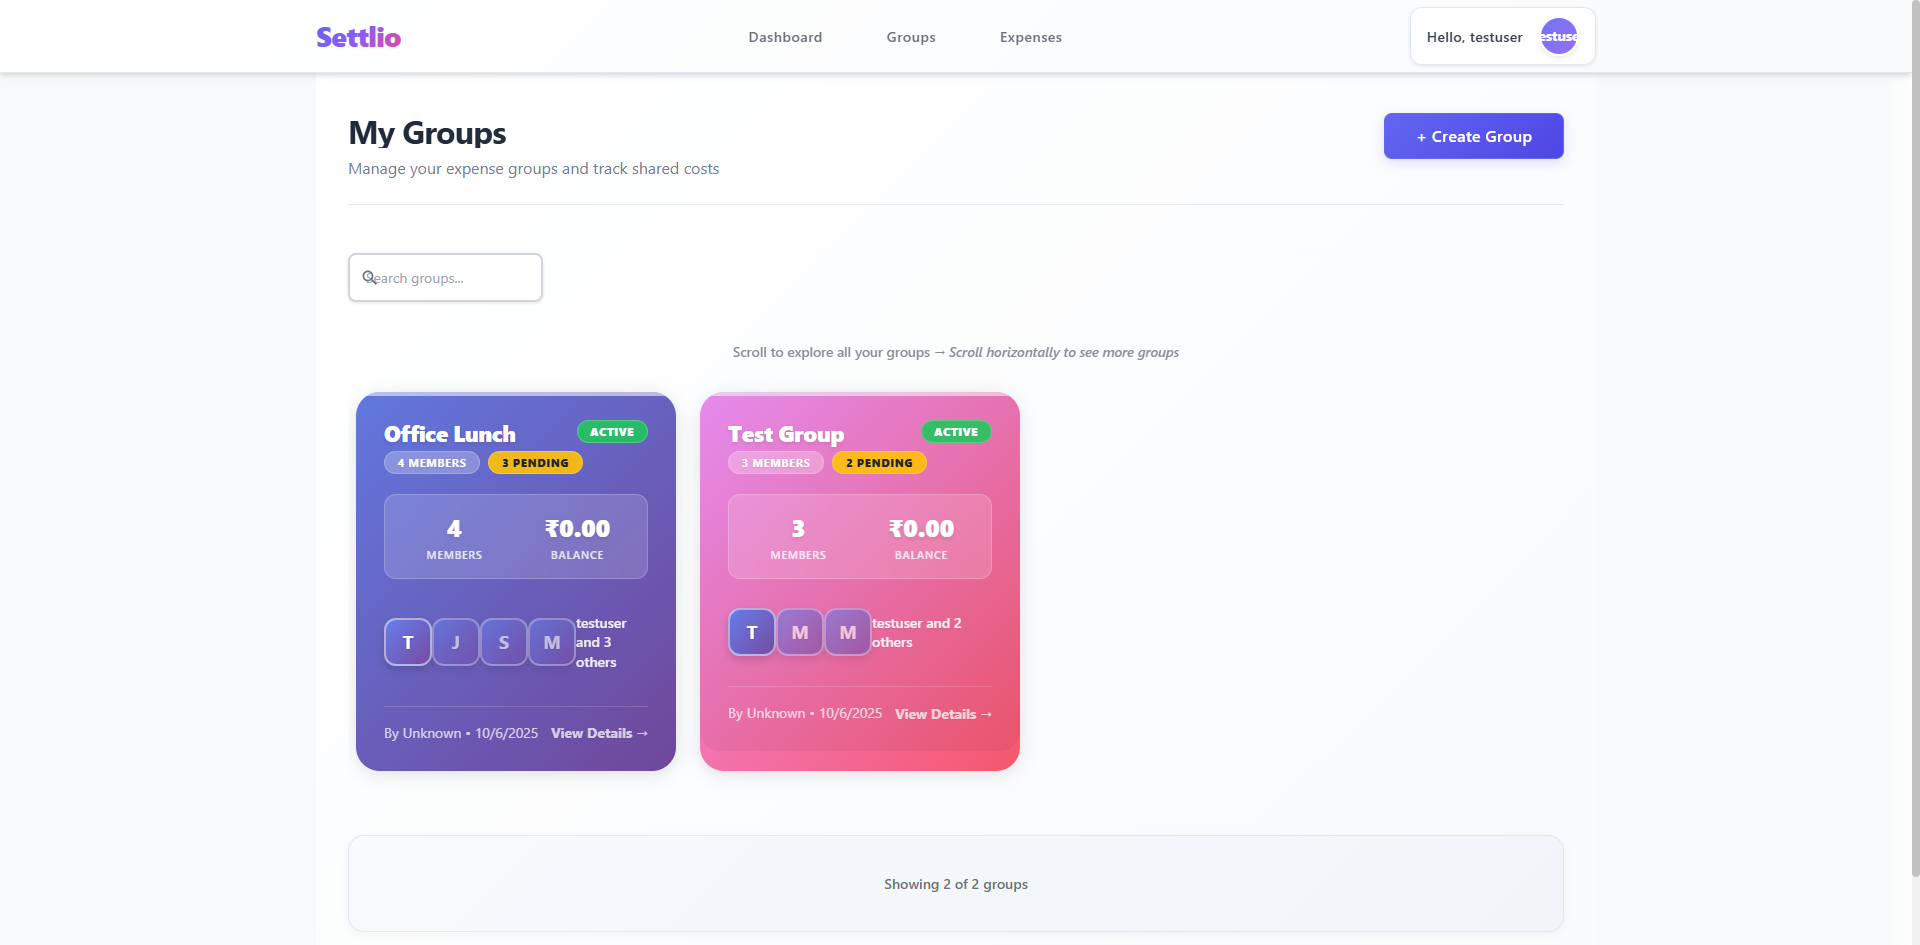 Settlio
Dashboard
Groups
Expenses
Hello, testuser
estuse
My Groups
+ Create Group
Manage your expense groups and track shared costs
Search groups...
Scroll to explore all your groups → Scroll horizontally to see more groups
Office Lunch
ACTIVE
4 MEMBERS
3 PENDING
4
₹0.00
MEMBERS
BALANCE
T
J
S
M
testuser
and 3
others
By Unknown • 10/6/2025
View Details →
Test Group
ACTIVE
3 MEMBERS
2 PENDING
3
₹0.00
MEMBERS
BALANCE
T
M
M
testuser and 2
others
By Unknown • 10/6/2025
View Details →
Showing 2 of 2 groups